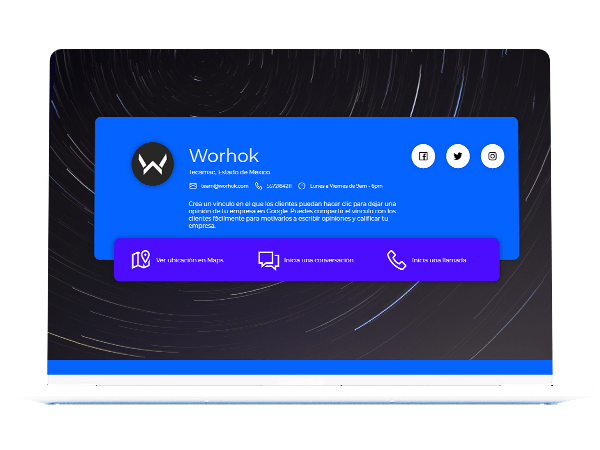 Worhok
Tecámac, Estado de México.
team@worhok.com
5572184211
Lunes a Viernes de 9am - 6pm
Crea un vínculo en el que los clientes puedan hacer clic para dejar una
opinión de tu empresa en Google. Puedes compartir el vínculo con los
clientes fácilmente para motivarlos a escribir opiniones y calificar tu
empresa.
Ver ubicación en Maps
Inicia una conversación
Inicia una llamada